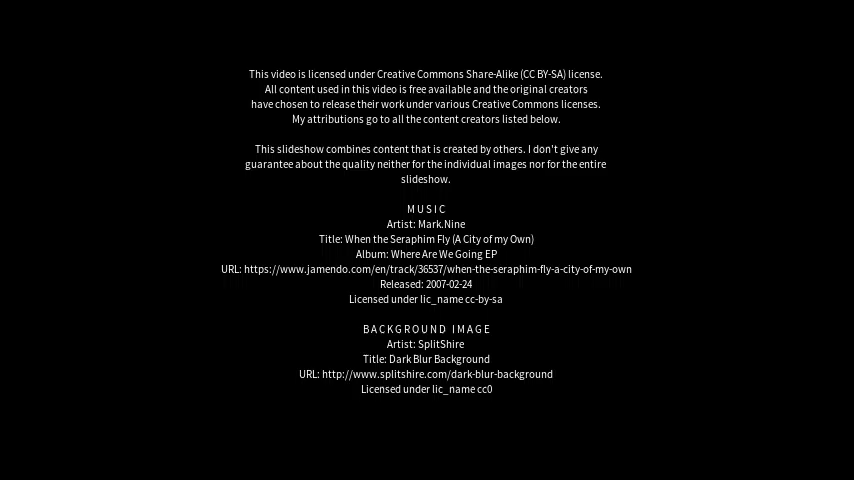 This video is licensed under Creative Commons Share-Alike (CC BY-SA) license.
All content used in this video is free available and the original creators
have chosen to release their work under various Creative Commons licenses.
My attributions go to all the content creators listed below.
This slideshow combines content that is created by others. I don't give any
guarantee about the quality neither for the individual images nor for the entire
slideshow.
MUSIC
Artist: Mark.Nine
Title: When the Seraphim Fly (A City of my Own)
Album: Where Are We Going EP
URL: https://www.jamendo.com/en/track/36537/when-the-seraphim-fly-a-city-of-my-own
Released: 2007-02-24
Licensed under lic_name cc-by-sa
BACKGROUND IMAGE
Artist: SplitShire
Title: Dark Blur Background
URL: http://www.splitshire.com/dark-blur-background
Licensed under lic_name cc0